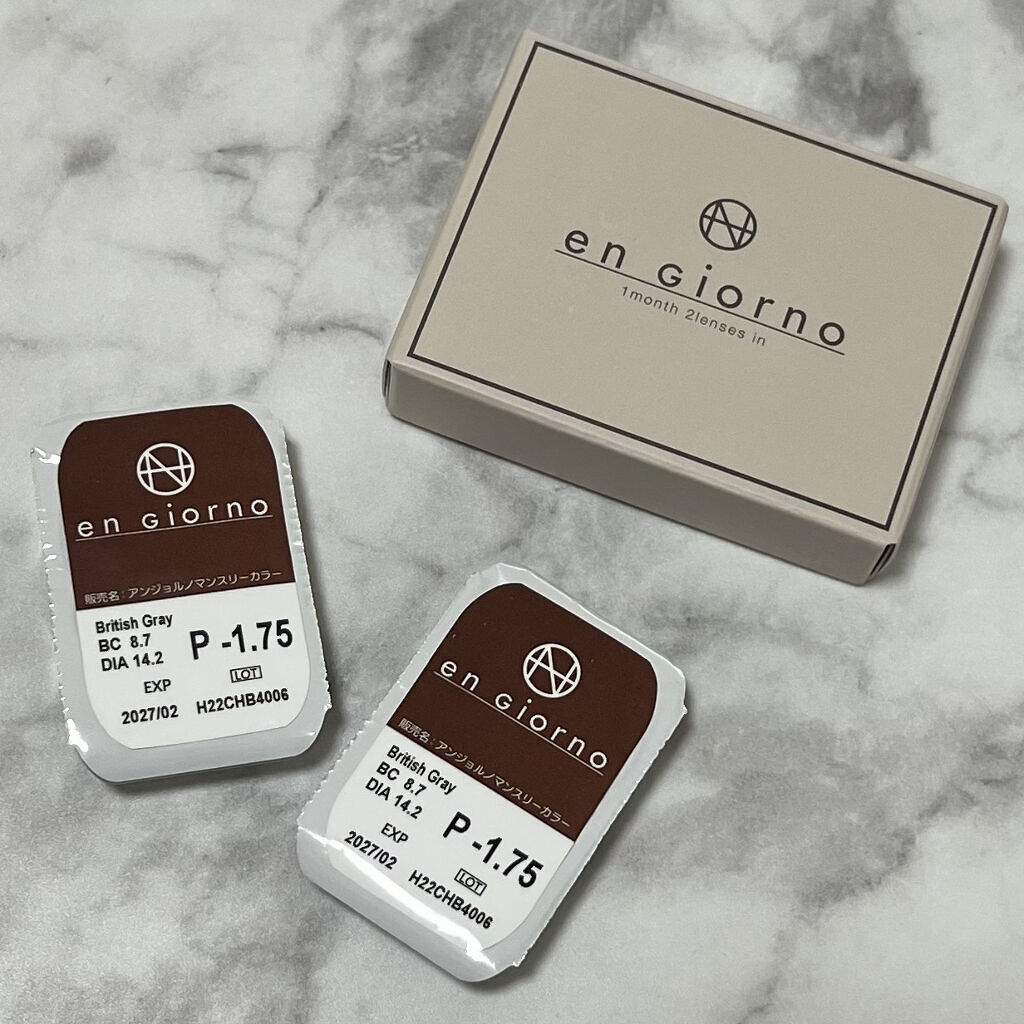 en Giorno
1month 2lenses in
en Giorno
販売名：アンジョルノマンスリーカラー
British Gray
BC 8.7
DIA 14.2
P -1.75
EXP
2027/02
LOT
H22CHB4006
en Giorno
販売名：アンジョルノマンスリーカラー
British Gray
BC 8.7
DIA 14.2
P -1.75
EXP
2027/02
LOT
H22CHB4006